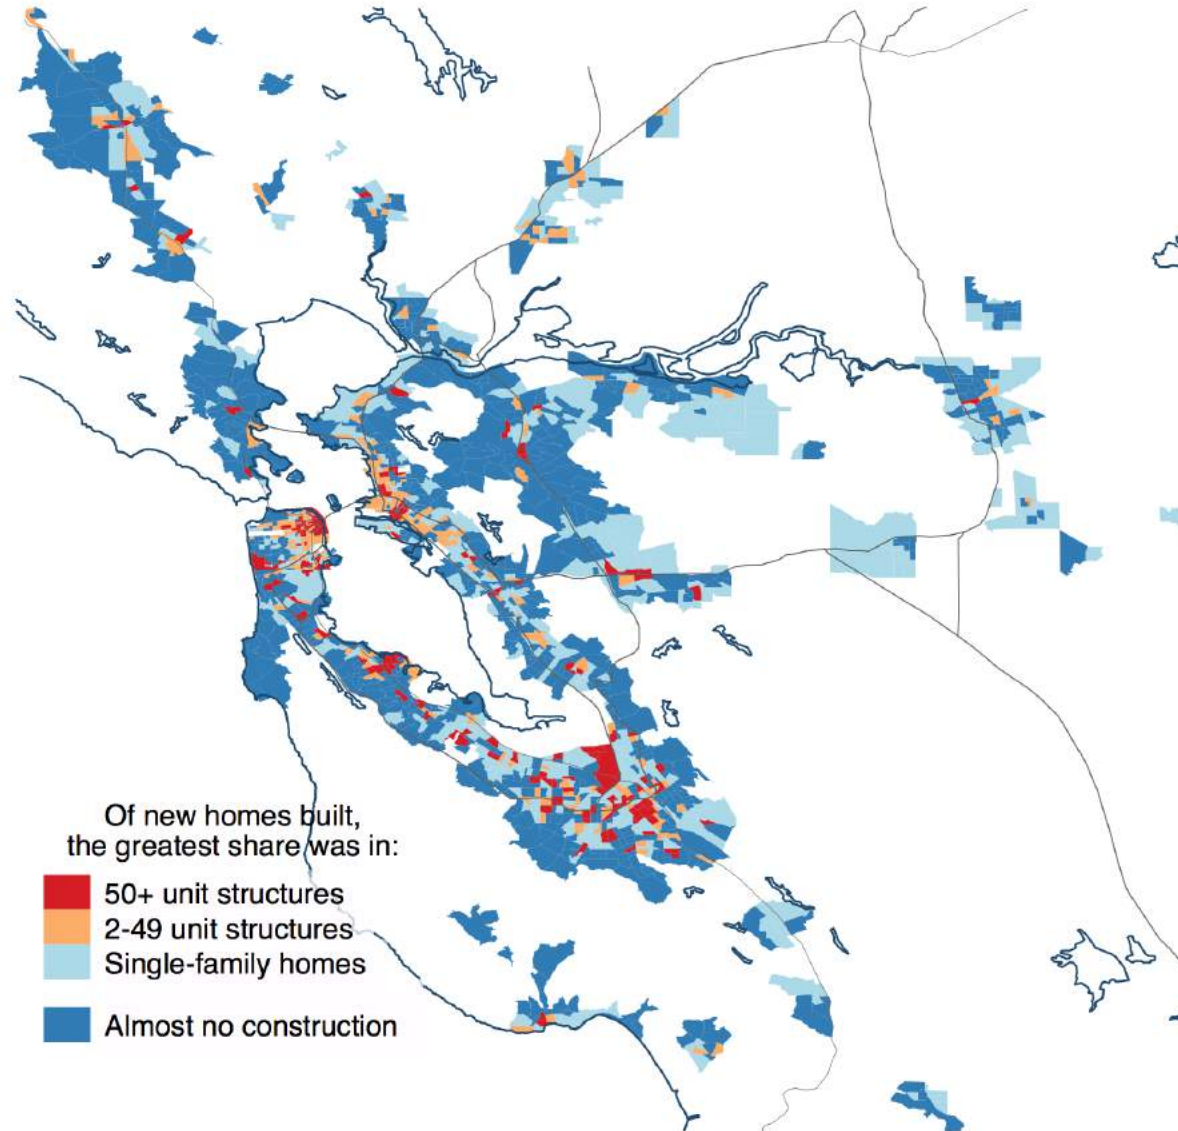 Of new homes built,
the greatest share was in:
50+ unit structures
2-49 unit structures
Single-family homes
Almost no construction